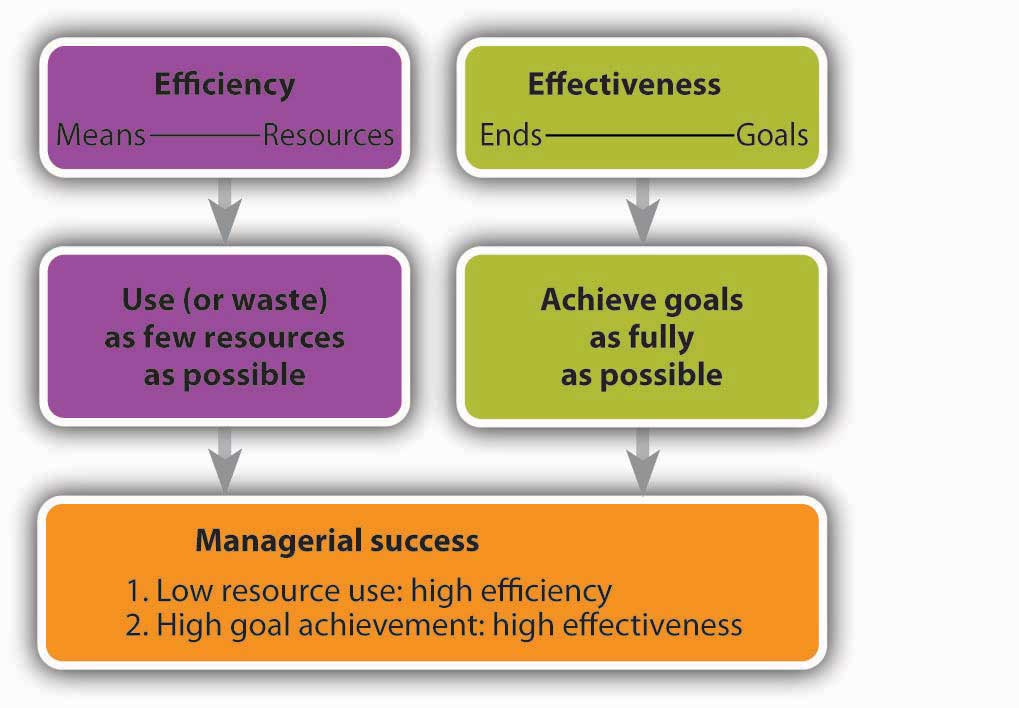 Efficiency
Means Resources
Effectiveness
Ends Goals
Use (or waste)
as few resources
as possible
Achieve goals
as fully
as possible
Managerial success
1. Low resource use: high efficiency
2. High goal achievement: high effectiveness